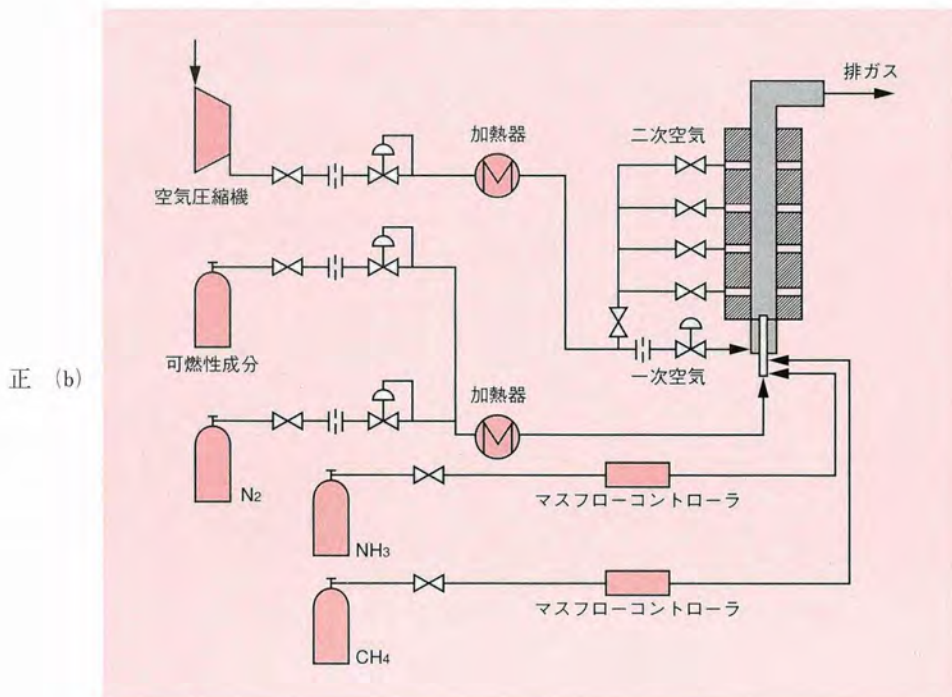 排ガス
加熱器
二次空気
空気圧縮機
可燃性成分
正 (b)
一次空気
加熱器
N2
マスフローコントローラ
NH3
マスフローコントローラ
CH4